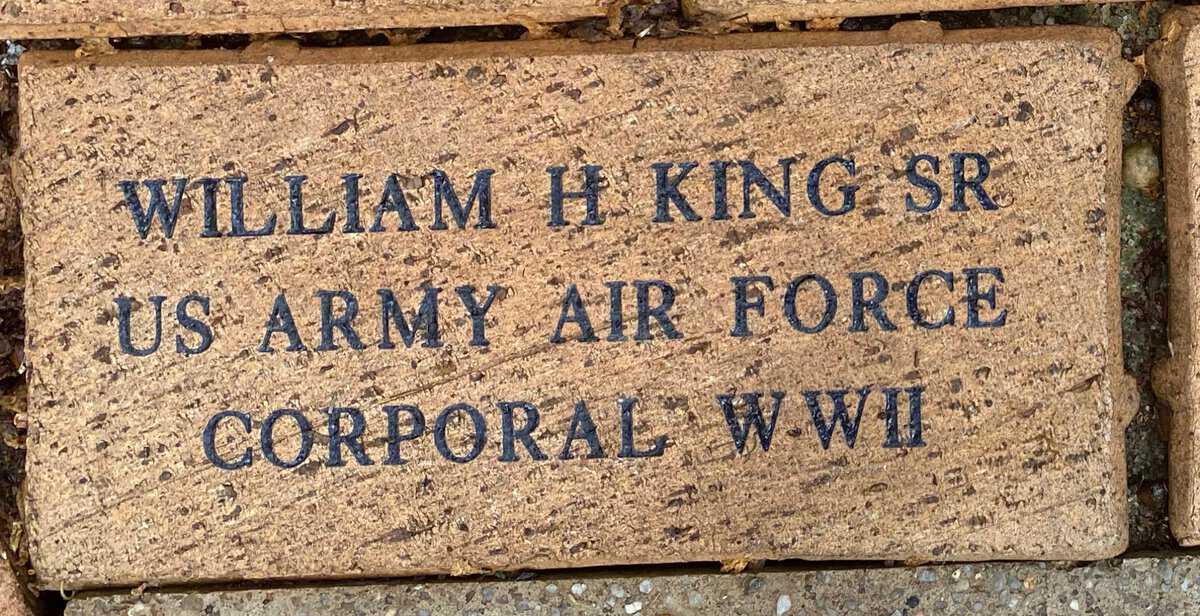 WILLIAM H KING SR
US ARMY AIR FORCE
CORPORAL WWII